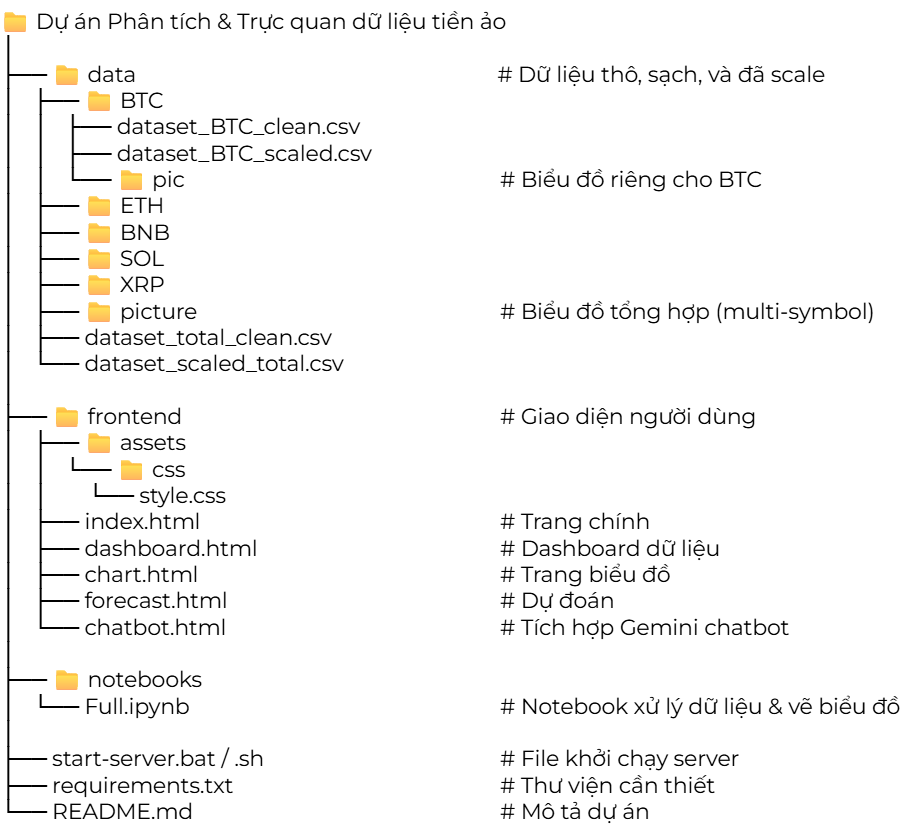 Dự án Phân tích & Trực quan dữ liệu tiền ảo
data # Dữ liệu thô, sạch, và đã scale
BTC
dataset_BTC_clean.csv
dataset_BTC_scaled.csv
pic # Biểu đồ riêng cho BTC
ETH
BNB
SOL
XRP
picture # Biểu đồ tổng hợp (multi-symbol)
dataset_total_clean.csv
dataset_scaled_total.csv
frontend # Giao diện người dùng
assets
css
style.css
index.html # Trang chính
dashboard.html # Dashboard dữ liệu
chart.html # Trang biểu đồ
forecast.html # Dự đoán
chatbot.html # Tích hợp Gemini chatbot
notebooks
Full.ipynb # Notebook xử lý dữ liệu & vẽ biểu đồ
start-server.bat / .sh # File khởi chạy server
requirements.txt # Thư viện cần thiết
README.md # Mô tả dự án